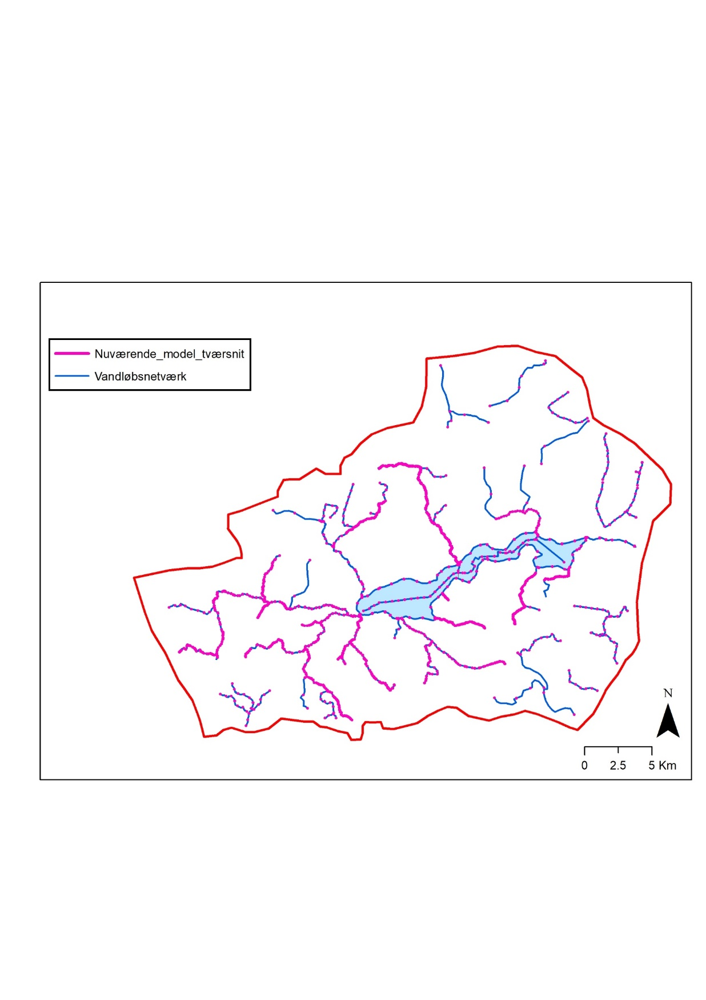 Nuværende_model_tværsnit
Vandløbsnetværk
N
0 2.5 5 Km